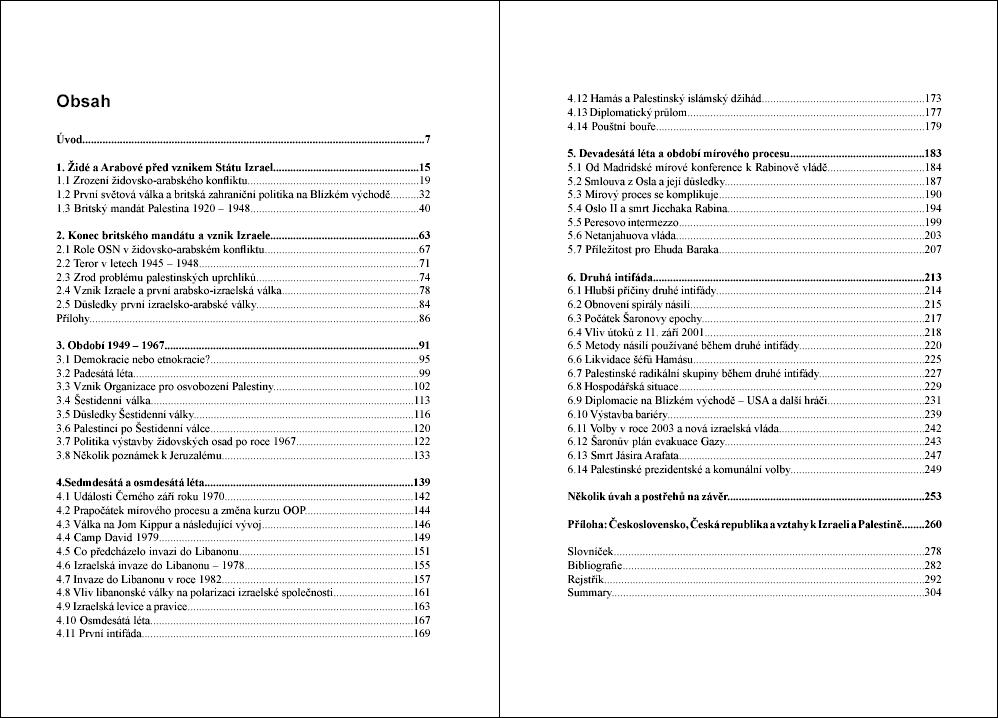 Obsah
Úvod...7
1. Židé a Arabové před vznikem Státu Izrael...15
1.1 Zrození židovsko-arabského konfliktu...19
1.2 První světová válka a britská zahraniční politika na Blízkém východě...32
1.3 Britský mandát Palestina 1920 – 1948...40
2. Konec britského mandátu a vznik Izraele...63
2.1 Role OSN v židovsko-arabském konfliktu...67
2.2 Teror v letech 1945 – 1948...71
2.3 Zrod problému palestinských uprchlíků...74
2.4 Vznik Izraele a první arabsko-izraelská válka...78
2.5 Důsledky první izraelsko-arabské války...84
Přílohy...86
3. Období 1949 – 1967...91
3.1 Demokracie nebo etnokracie?...95
3.2 Padesátá léta...99
3.3 Vznik Organizace pro osvobození Palestiny...102
3.4 Šestidenní válka...113
3.5 Důsledky Šestidenní války...116
3.6 Palestinci po Šestidenní válce...120
3.7 Politika výstavby židovských osad po roce 1967...122
3.8 Několik poznámek k Jeruzalému...133
4.Sedmdesátá a osmdesátá léta...139
4.1 Události Černého září roku 1970...142
4.2 Prapočátek mírového procesu a změna kurzu OOP...144
4.3 Válka na Jom Kippur a následující vývoj...146
4.4 Camp David 1979...149
4.5 Co předcházelo invazi do Libanonu...151
4.6 Izraelská invaze do Libanonu – 1978...155
4.7 Invaze do Libanonu v roce 1982...157
4.8 Vliv libanonské války na polarizaci izraelské společnosti...161
4.9 Izraelská levice a pravice...163
4.10 Osmdesátá léta...167
4.11 První intifáda...169
4.12 Hamás a Palestinský islámský džihád...173
4.13 Diplomatický průlom...177
4.14 Pouštní bouře...179
5. Devadesátá léta a období mírového procesu...183
5.1 Od Madridské mírové konference k Rabinově vládě...184
5.2 Smlouva z Osla a její důsledky...187
5.3 Mírový proces se komplikuje...190
5.4 Oslo II a smrt Jicchaka Rabina...194
5.5 Peresovo intermezzo...199
5.6 Netanjahuova vláda...203
5.7 Příležitost pro Ehuda Baraka...207
6. Druhá intifáda...213
6.1 Hlubší příčiny druhé intifády...214
6.2 Obnovení spirály násilí...215
6.3 Počátek Šaronovy epochy...217
6.4 Vliv útoků z 11. září 2001...218
6.5 Metody násilí používané během druhé intifády...220
6.6 Likvidace šéfů Hamásu...225
6.7 Palestinské radikální skupiny během druhé intifády...227
6.8 Hospodářská situace...229
6.9 Diplomacie na Blízkém východě – USA a další hráči...231
6.10 Výstavba bariéry...239
6.11 Volby v roce 2003 a nová izraelská vláda...242
6.12 Šaronův plán evakuace Gazy...243
6.13 Smrt Jásira Arafata...247
6.14 Palestinské prezidentské a komunální volby...249
Několik úvah a postřehů na závěr...253
Příloha: Československo, Česká republika a vztahy k Izraeli a Palestině...260
Slovníček...278
Bibliografie...282
Rejstřík...292
Summary...304